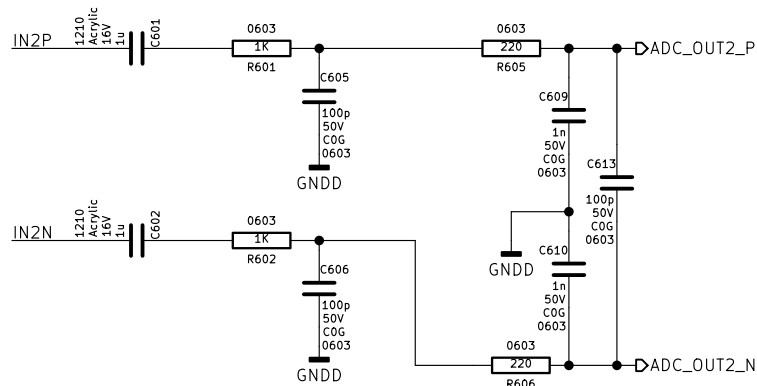 1210
Acrylic
16V
1u
C601
IN2P
0603
1K
R601
C605
100p
50V
C0G
0603
GNDD
0603
220
R605
ADC_OUT2_P
C609
1n
50V
C0G
0603
C613
100p
50V
C0G
0603
1210
Acrylic
16V
1u
C602
IN2N
0603
1K
R602
C606
100p
50V
C0G
0603
GNDD
GNDD
C610
1n
50V
C0G
0603
0603
220
R606
ADC_OUT2_N